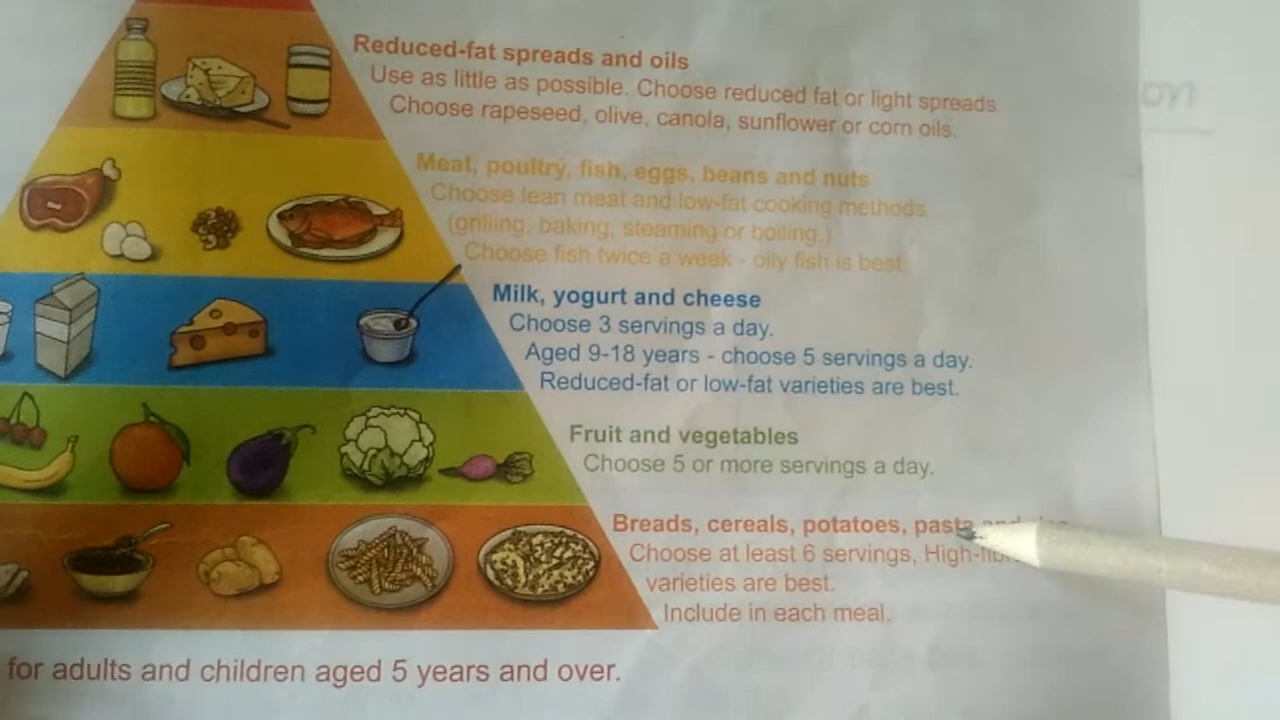 Reduced-fat spreads and oils
Use as little as possible. Choose reduced fat or light spreads.
Choose rapeseed, olive, canola, sunflower or corn oils.
Meat, poultry, fish, eggs, beans and nuts
Choose lean meat and low-fat cooking methods
(grilling, baking, steaming or boiling.)
Choose fish twice a week - oily fish is best.
Milk, yogurt and cheese
Choose 3 servings a day.
Aged 9-18 years - choose 5 servings a day.
Reduced-fat or low-fat varieties are best.
Fruit and vegetables
Choose 5 or more servings a day.
Breads, cereals, potatoes, pasta and
Choose at least 6 servings,
varieties are best.
Include in each meal.
for adults and children aged 5 years and over.